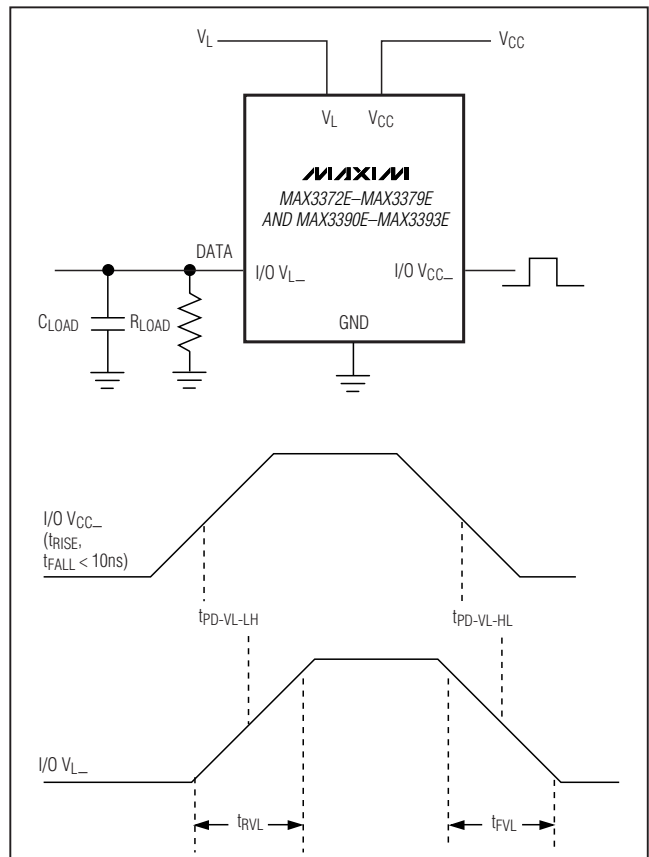 VL VCC
VL VCC
MAXIM
MAX3372E–MAX3379E
AND MAX3390E–MAX3393E
DATA
I/O VL_ I/O VCC_
CLOAD RLOAD
GND
I/O VCC_
(tRISE,
tFALL < 10ns)
tPD-VL-LH tPD-VL-HL
I/O VL_
tRVL tFVL